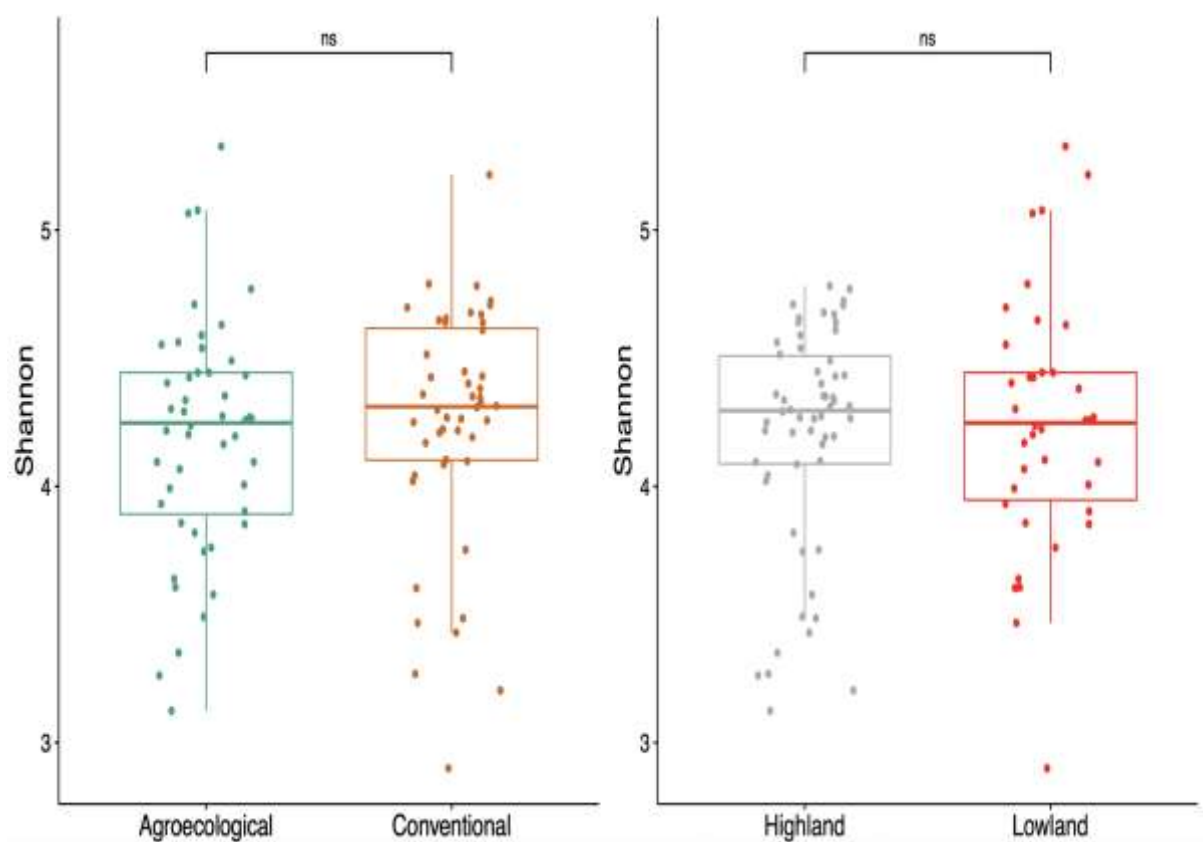 ns
Shannon
5
4
3
Agroecological
Conventional
ns
Shannon
5
4
3
Highland
Lowland